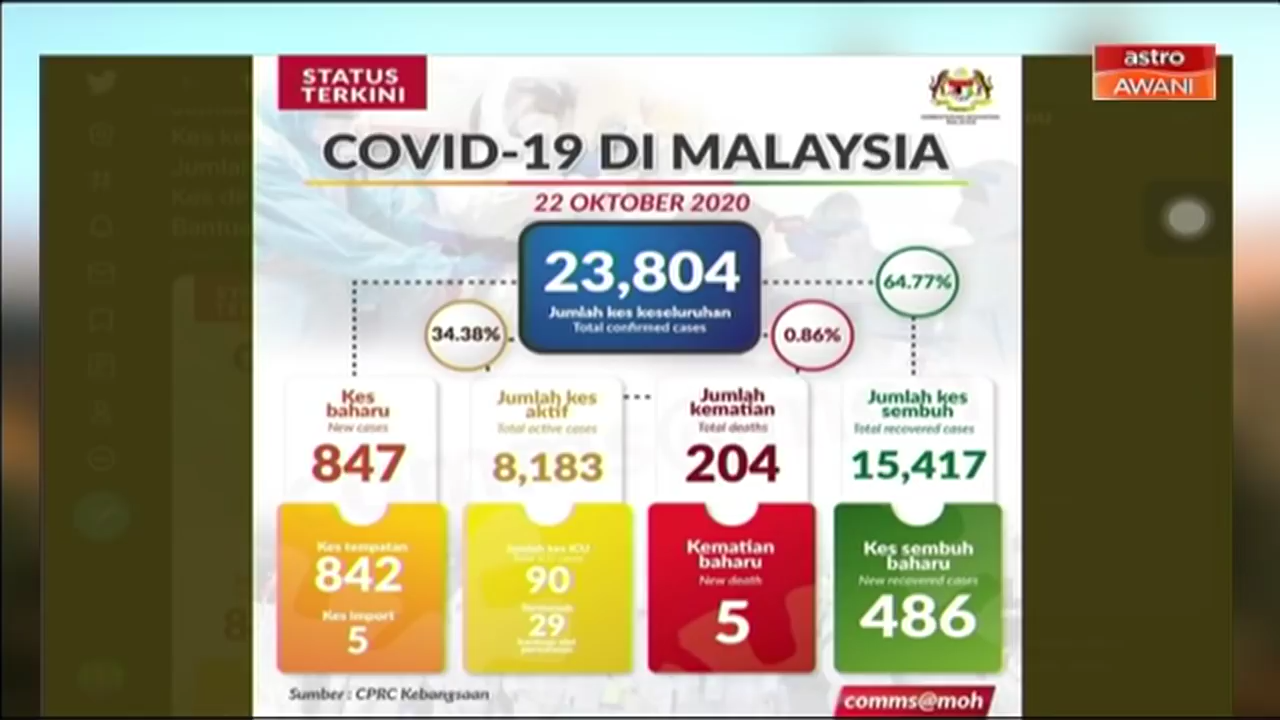 astro
AWANI
STATUS
TERKINI
COVID-19 DI MALAYSIA
22 OKTOBER 2020
23,804
Jumlah kes keseluruhan
Total confirmed cases
34.38%
0.86%
64.77%
Kes
baharu
New cases
847
Jumlah kes
aktif
Total active cases
8,183
Jumlah
kematian
Total deaths
204
Jumlah kes
sembuh
Total recovered cases
15,417
Kes tempatan
842
Kes import
5
Jumlah kes ICU
90
29
Kematian
baharu
New death
5
Kes sembuh
baharu
New recovered cases
486
Sumber : CPRC Kebangsaan
comms@moh